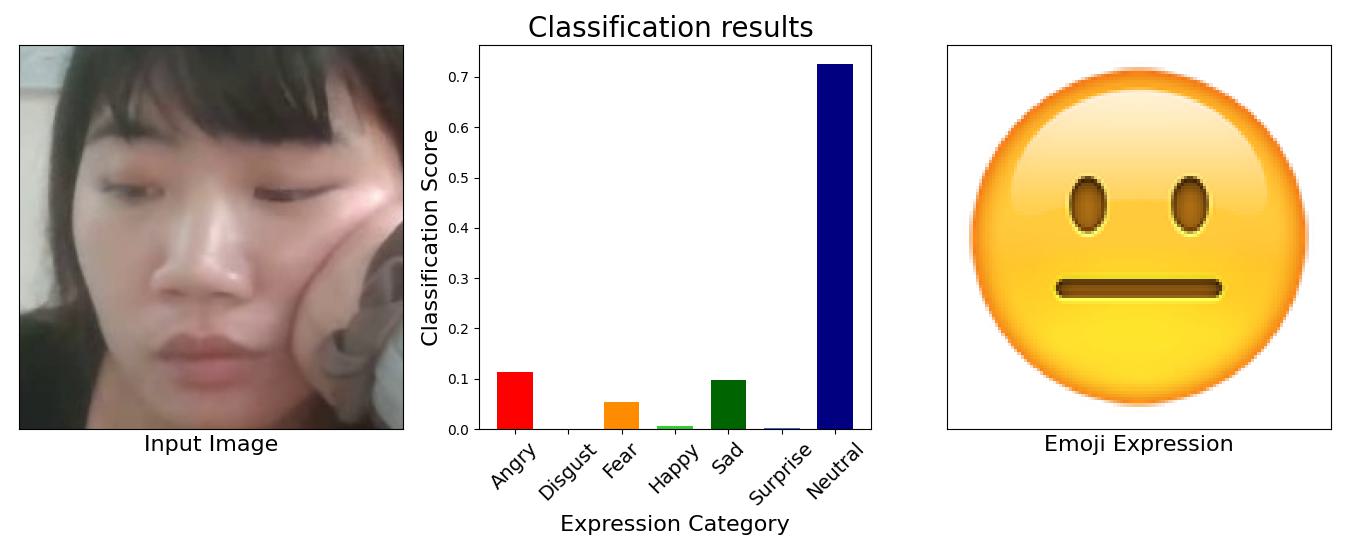 Classification results
Classification Score
0.7
0.6
0.5
0.4
0.3
0.2
0.1
0.0
Angry
Disgust
Fear
Happy
Sad
Surprise
Neutral
Expression Category
Input Image
Emoji Expression